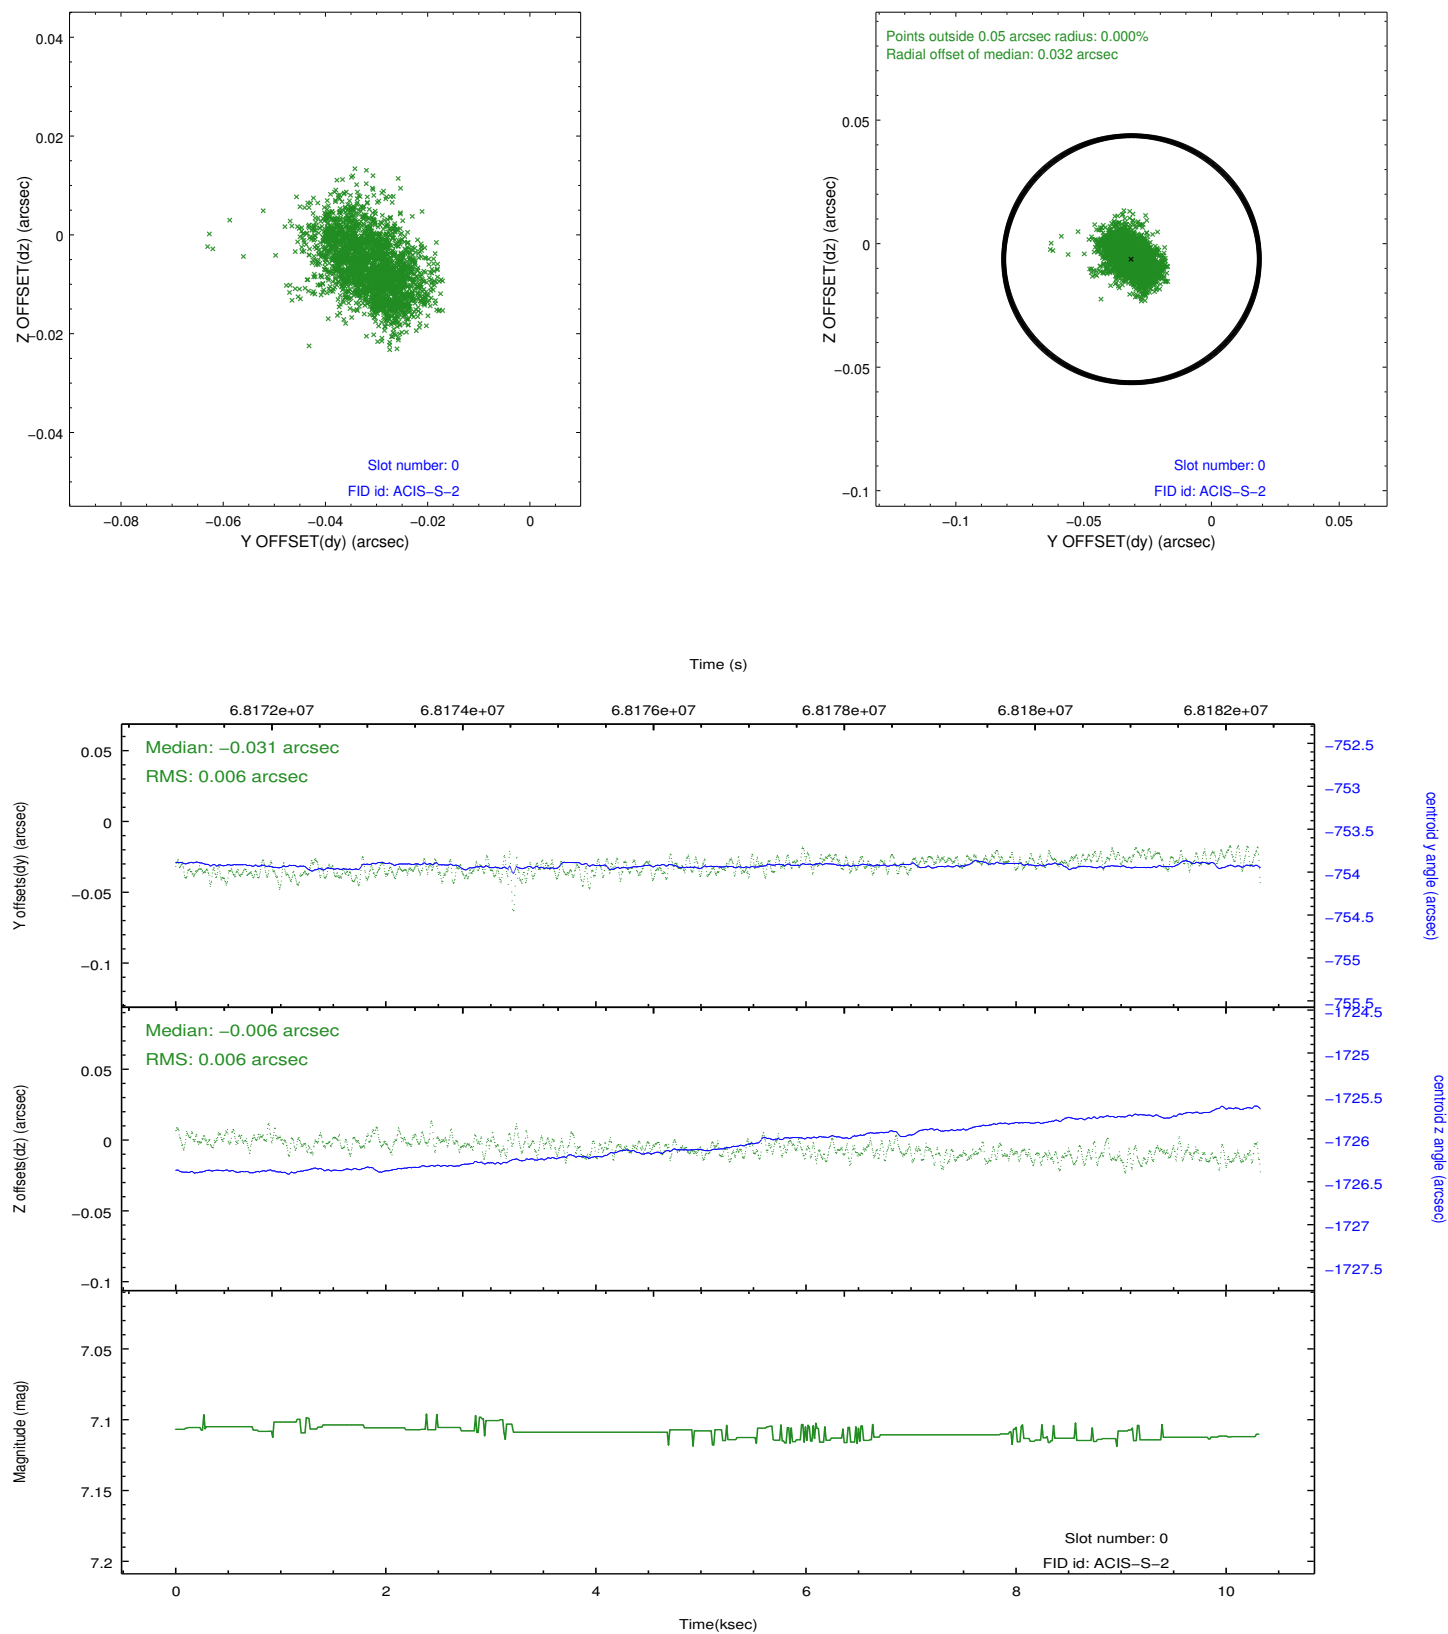 0.04
0.02
0
−0.02
−0.04
Z OFFSET(dz) (arcsec)
Slot number: 0
FID id: ACIS−S−2
−0.08
−0.06
−0.04
−0.02
0
Y OFFSET(dy) (arcsec)
Points outside 0.05 arcsec radius: 0.000%
Radial offset of median: 0.032 arcsec
0.05
0
−0.05
−0.1
Z OFFSET(dz) (arcsec)
Slot number: 0
FID id: ACIS−S−2
−0.1
−0.05
0
0.05
Y OFFSET(dy) (arcsec)
Time (s)
6.8172e+07
6.8174e+07
6.8176e+07
6.8178e+07
6.818e+07
6.8182e+07
Median: −0.031 arcsec
RMS: 0.006 arcsec
0.05
0
−0.05
−0.1
Y offsets(dy) (arcsec)
−752.5
−753
−753.5
−754
−754.5
−755
−755.5
centroid y angle (arcsec)
Median: −0.006 arcsec
RMS: 0.006 arcsec
0.05
0
−0.05
−0.1
Z offsets(dz) (arcsec)
−1724.5
−1725
−1725.5
−1726
−1726.5
−1727
−1727.5
centroid z angle (arcsec)
7.05
7.1
7.15
7.2
Magnitude (mag)
Slot number: 0
FID id: ACIS−S−2
0
2
4
6
8
10
Time(ksec)